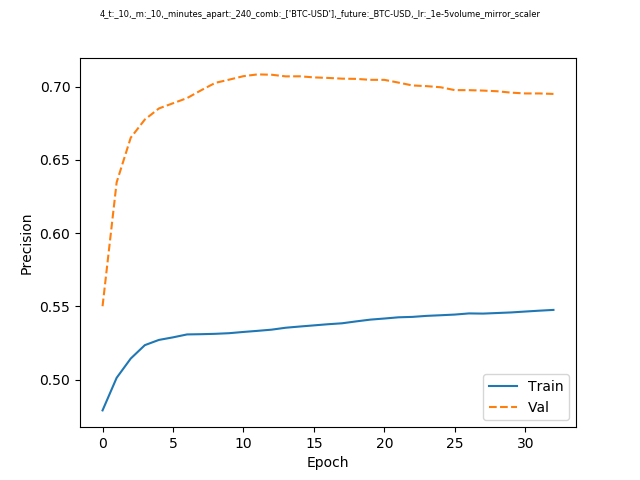 4_t:_10,_m:_10,_minutes_apart:_240_comb:_['BTC-USD'],_future:_BTC-USD,_lr:_1e-5volume_mirror_scaler
0.70
0.65
0.60
0.55
0.50
Precision
Train
Val
0 5 10 15 20 25 30
Epoch